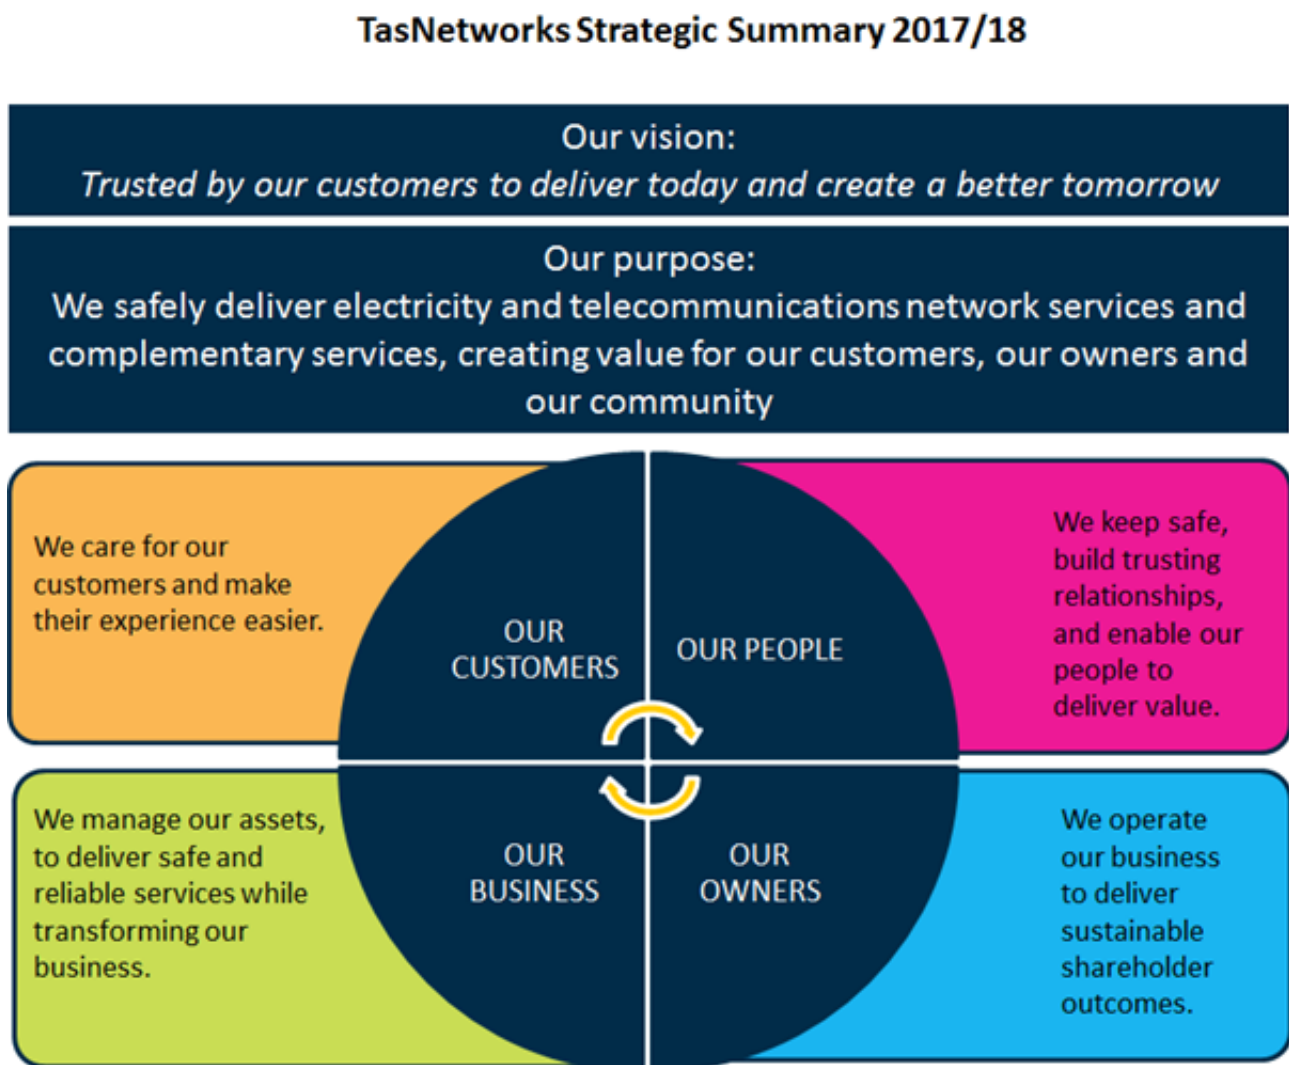 TasNetworks Strategic Summary 2017/18
Our vision:
Trusted by our customers to deliver today and create a better tomorrow
Our purpose:
We safely deliver electricity and telecommunications network services and
complementary services, creating value for our customers, our owners and
our community
We care for our
customers and make
their experience easier.
OUR
CUSTOMERS
OUR PEOPLE
We keep safe,
build trusting
relationships,
and enable our
people to
deliver value.
We manage our assets,
to deliver safe and
reliable services while
transforming our
business.
OUR
BUSINESS
OUR
OWNERS
We operate
our business
to deliver
sustainable
shareholder
outcomes.